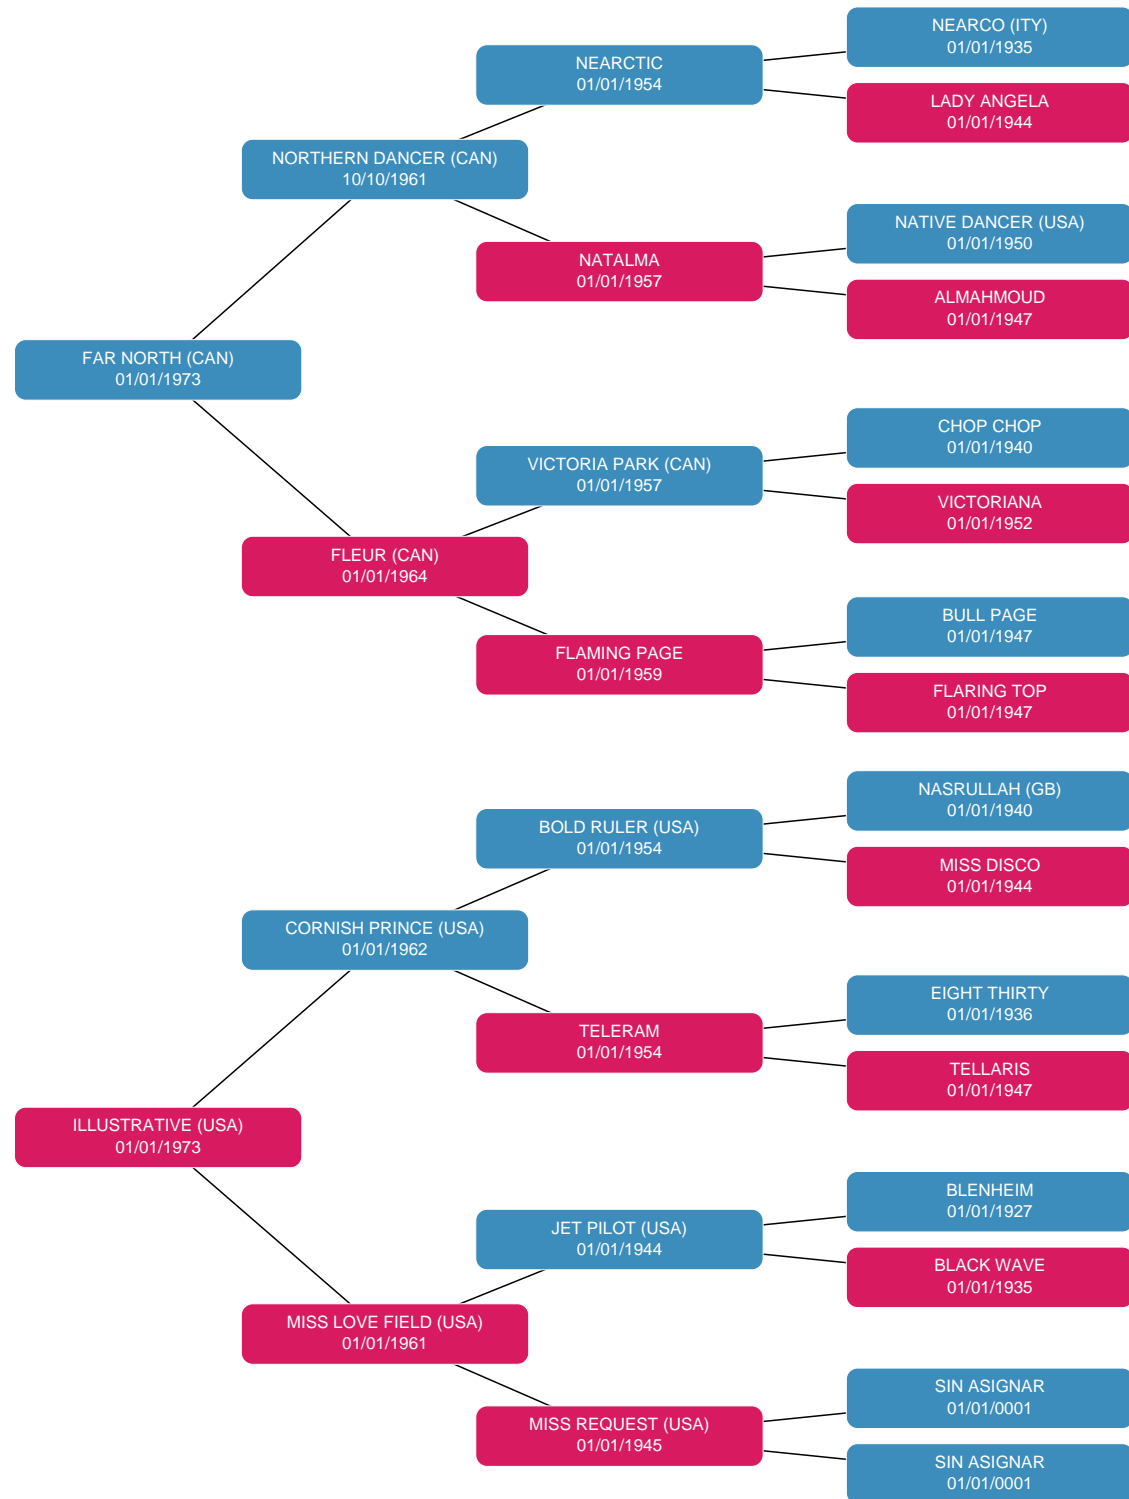 NEARCO (ITY)
01/01/1935
NEARCTIC
01/01/1954
LADY ANGELA
01/01/1944
NORTHERN DANCER (CAN)
10/10/1961
NATIVE DANCER (USA)
01/01/1950
NATALMA
01/01/1957
ALMAHMOUD
01/01/1947
FAR NORTH (CAN)
01/01/1973
CHOP CHOP
01/01/1940
VICTORIA PARK (CAN)
01/01/1957
VICTORIANA
01/01/1952
FLEUR (CAN)
01/01/1964
BULL PAGE
01/01/1947
FLAMING PAGE
01/01/1959
FLARING TOP
01/01/1947
NASRULLAH (GB)
01/01/1940
BOLD RULER (USA)
01/01/1954
MISS DISCO
01/01/1944
CORNISH PRINCE (USA)
01/01/1962
EIGHT THIRTY
01/01/1936
TELERAM
01/01/1954
TELLARIS
01/01/1947
ILLUSTRATIVE (USA)
01/01/1973
BLENHEIM
01/01/1927
JET PILOT (USA)
01/01/1944
BLACK WAVE
01/01/1935
MISS LOVE FIELD (USA)
01/01/1961
SIN ASIGNAR
01/01/0001
MISS REQUEST (USA)
01/01/1945
SIN ASIGNAR
01/01/0001